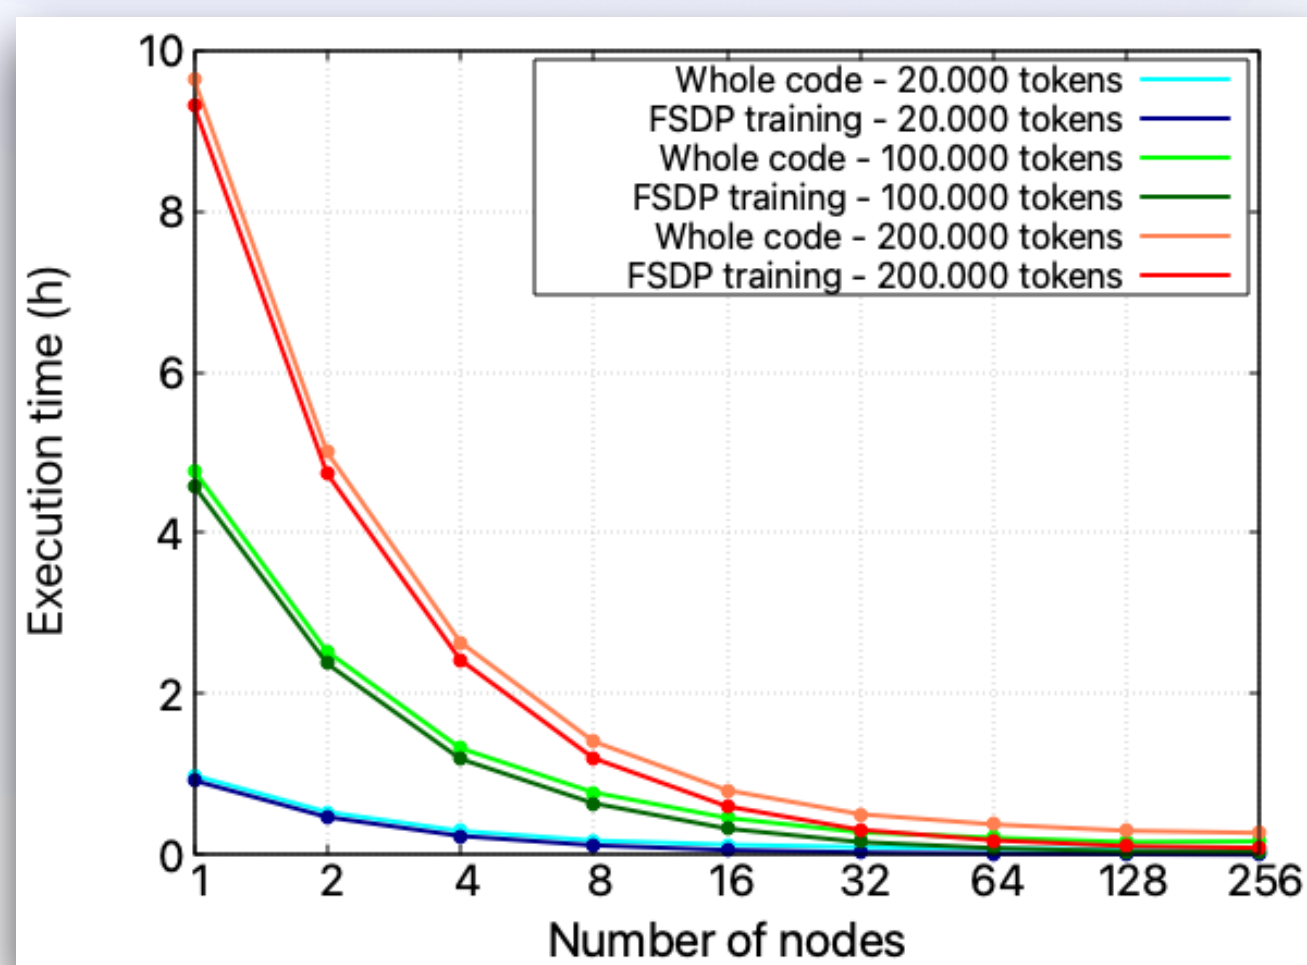 10
8
6
4
2
0
Execution time (h)
Whole code - 20.000 tokens
FSDP training - 20.000 tokens
Whole code - 100.000 tokens
FSDP training - 100.000 tokens
Whole code - 200.000 tokens
FSDP training - 200.000 tokens
1 2 4 8 16 32 64 128 256
Number of nodes